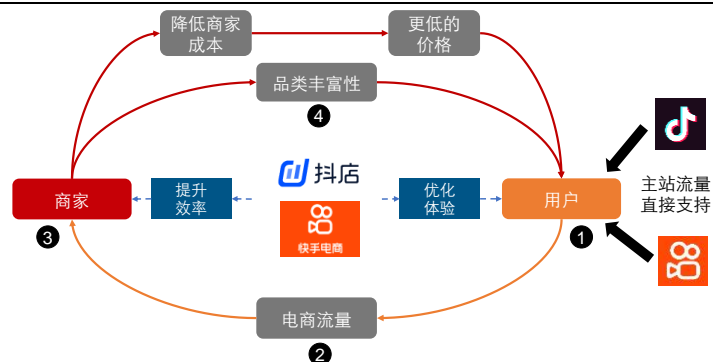 降低商家
成本
更低的
价格
品类丰富性
4
抖店
商家
提升
效率
优化
体验
用户
主站流量
直接支持
3
快手电商
1
电商流量
2